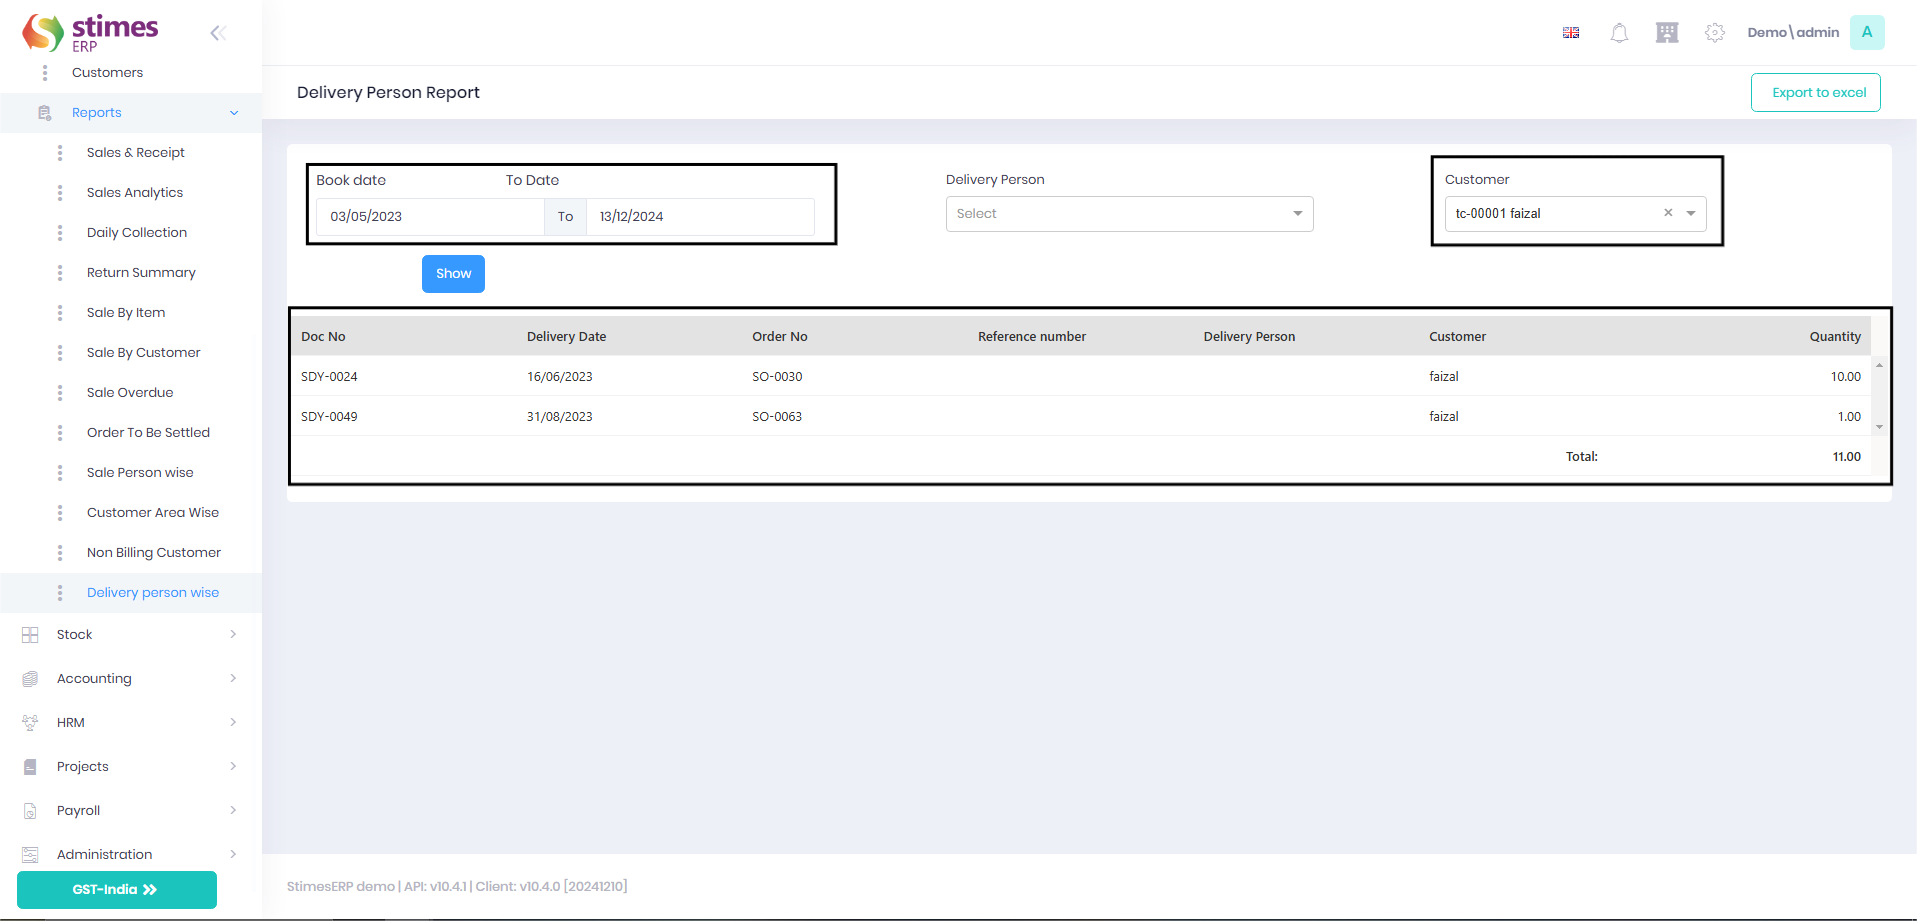 stimes
ERP
Customers
Reports
Sales & Receipt
Sales Analytics
Daily Collection
Return Summary
Sale By Item
Sale By Customer
Sale Overdue
Order To Be Settled
Sale Person wise
Customer Area Wise
Non Billing Customer
Delivery person wise
Stock
Accounting
HRM
Projects
Payroll
Administration
GST-India
Demo\admin A
Delivery Person Report
Export to excel
Book date To Date
03/05/2023 To 13/12/2024
Delivery Person
Select
Customer
tc-00001 faizal
Show
Doc No Delivery Date Order No Reference number Delivery Person Customer Quantity
SDY-0024 16/06/2023 SO-0030 faizal 10.00
SDY-0049 31/08/2023 SO-0063 faizal 1.00
Total: 11.00
StimesERP demo | API: v10.4.1 | Client: v10.4.0 [20241210]